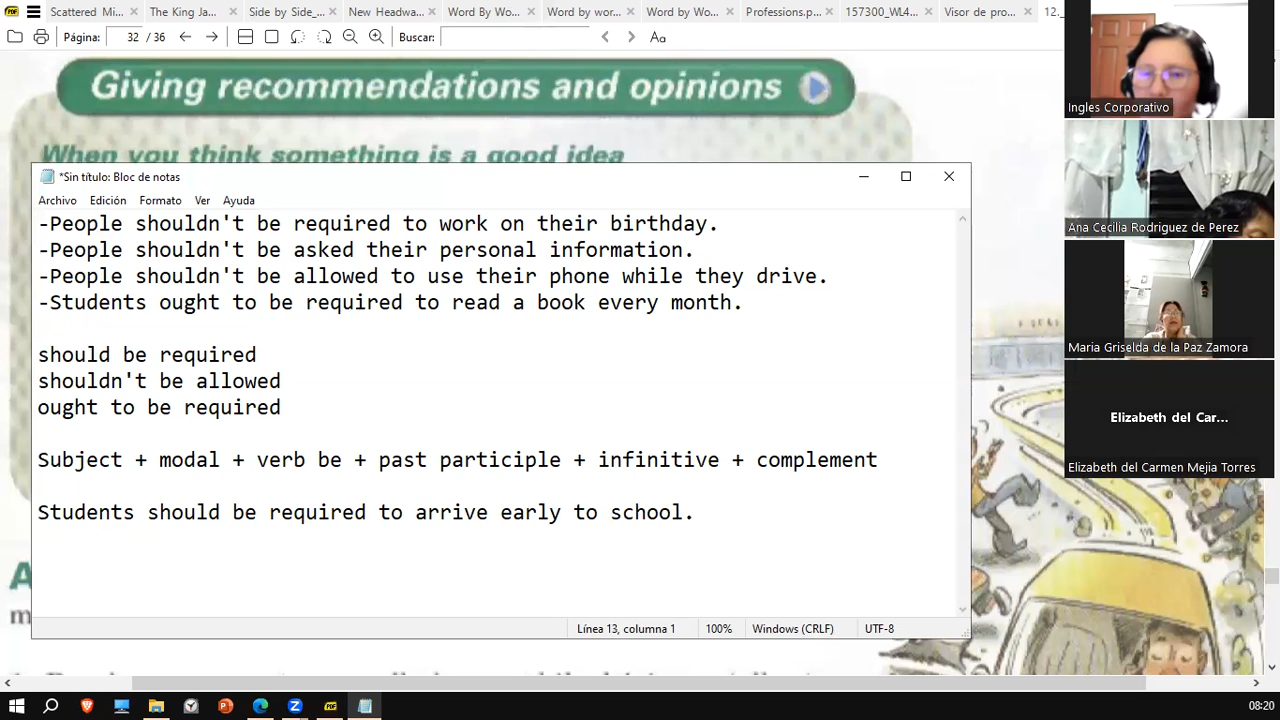 Scattered Mi...
The King Ja...
Side by Side_...
New Headwa...
Word By Wo...
Word by wor...
Word by Wo...
Professions.p...
157300_WL4...
Visor de pro...
12._
Página: 32 / 36 Buscar: Aa
Giving recommendations and opinions
When you think something is a good idea
*Sin título: Bloc de notas
Archivo Edición Formato Ver Ayuda
-People shouldn't be required to work on their birthday.
-People shouldn't be asked their personal information.
-People shouldn't be allowed to use their phone while they drive.
-Students ought to be required to read a book every month.
should be required
shouldn't be allowed
ought to be required
Subject + modal + verb be + past participle + infinitive + complement
Students should be required to arrive early to school.
Línea 13, columna 1 100% Windows (CRLF) UTF-8
A
m
Ingles Corporativo
Ana Cecilia Rodriguez de Perez
Maria Griselda de la Paz Zamora
Elizabeth del Car...
Elizabeth del Carmen Mejia Torres
08:20